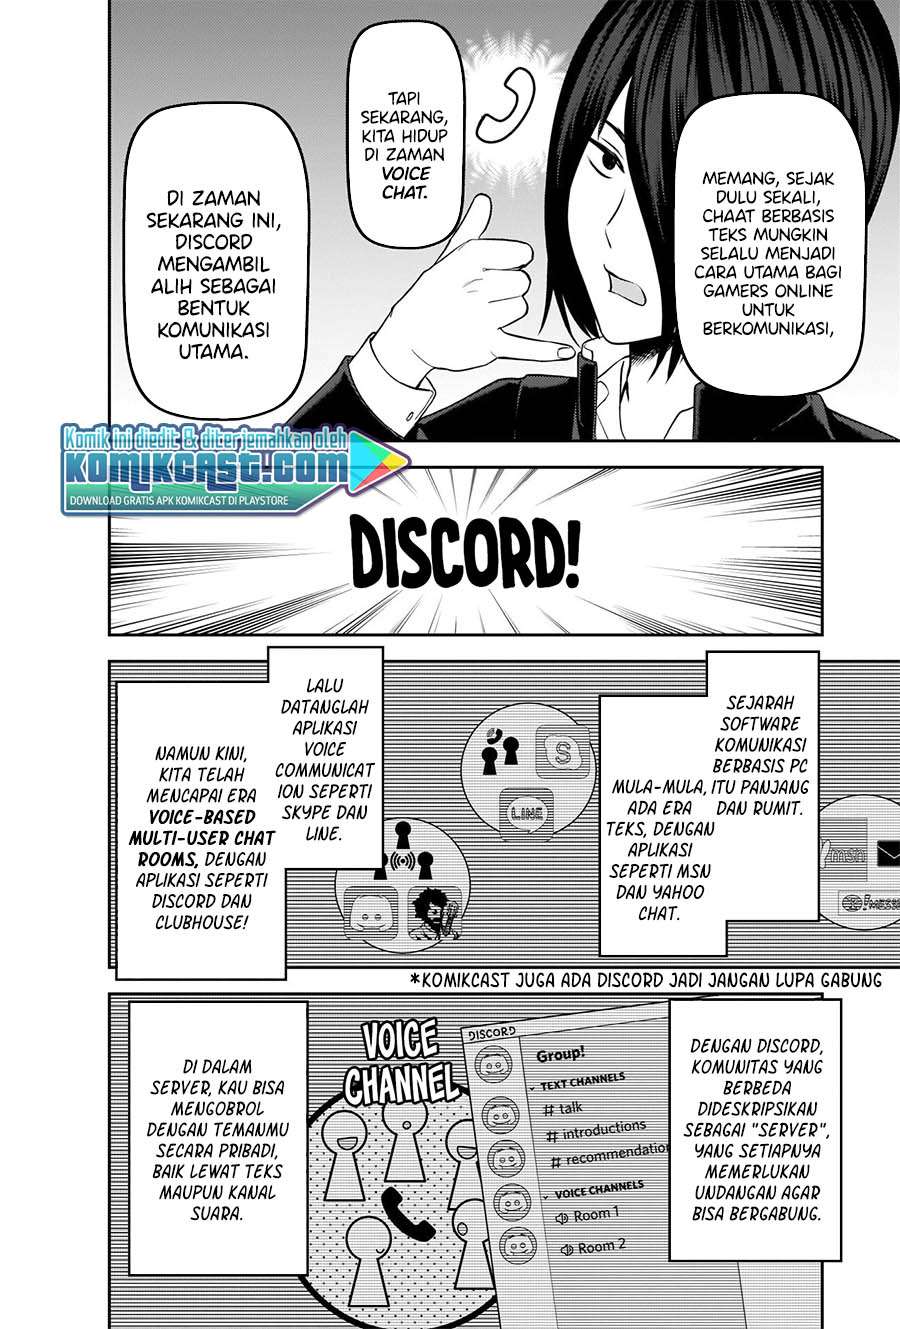 MEMANG, SEJAK
DULU SEKALI,
CHAAT BERBASIS
TEKS MUNGKIN
SELALU MENJADI
CARA UTAMA BAGI
GAMERS ONLINE
UNTUK
BERKOMUNIKASI,
TAPI
SEKARANG,
KITA HIDUP
DI ZAMAN
VOICE
CHAT.
DI ZAMAN
SEKARANG INI,
DISCORD
MENGAMBIL
ALIH SEBAGAI
BENTUK
KOMUNIKASI
UTAMA.
Komik ini diedit & diterjemahkan oleh
KOMIKCAST.COM
DOWNLOAD GRATIS APK KOMIKCAST DI PLAYSTORE
DISCORD!
SEJARAH
SOFTWARE
KOMUNIKASI
BERBASIS PC
ITU PANJANG
DAN RUMIT.
MULA-MULA,
ADA ERA
TEKS, DENGAN
APLIKASI
SEPERTI MSN
DAN YAHOO
CHAT.
msn
S
LINE
LALU
DATANGLAH
APLIKASI
VOICE
COMMUNICAT
ION SEPERTI
SKYPE DAN
LINE.
NAMUN KINI,
KITA TELAH
MENCAPAI ERA
VOICE-BASED
MULTI-USER CHAT
ROOMS, DENGAN
APLIKASI SEPERTI
DISCORD DAN
CLUBHOUSE!
*KOMIKCAST JUGA ADA DISCORD JADI JANGAN LUPA GABUNG
DENGAN DISCORD,
KOMUNITAS YANG
BERBEDA
DIDESKRIPSIKAN
SEBAGAI "SERVER",
YANG SETIAPNYA
MEMERLUKAN
UNDANGAN AGAR
BISA BERGABUNG.
DISCORD
Group!
TEXT CHANNELS
# talk
# introductions
# recommendation
VOICE CHANNELS
Room 1
Room 2
VOICE
CHANNEL
DI DALAM
SERVER, KAU BISA
MENGOBROL
DENGAN TEMANMU
SECARA PRIBADI,
BAIK LEWAT TEKS
MAUPUN KANAL
SUARA.